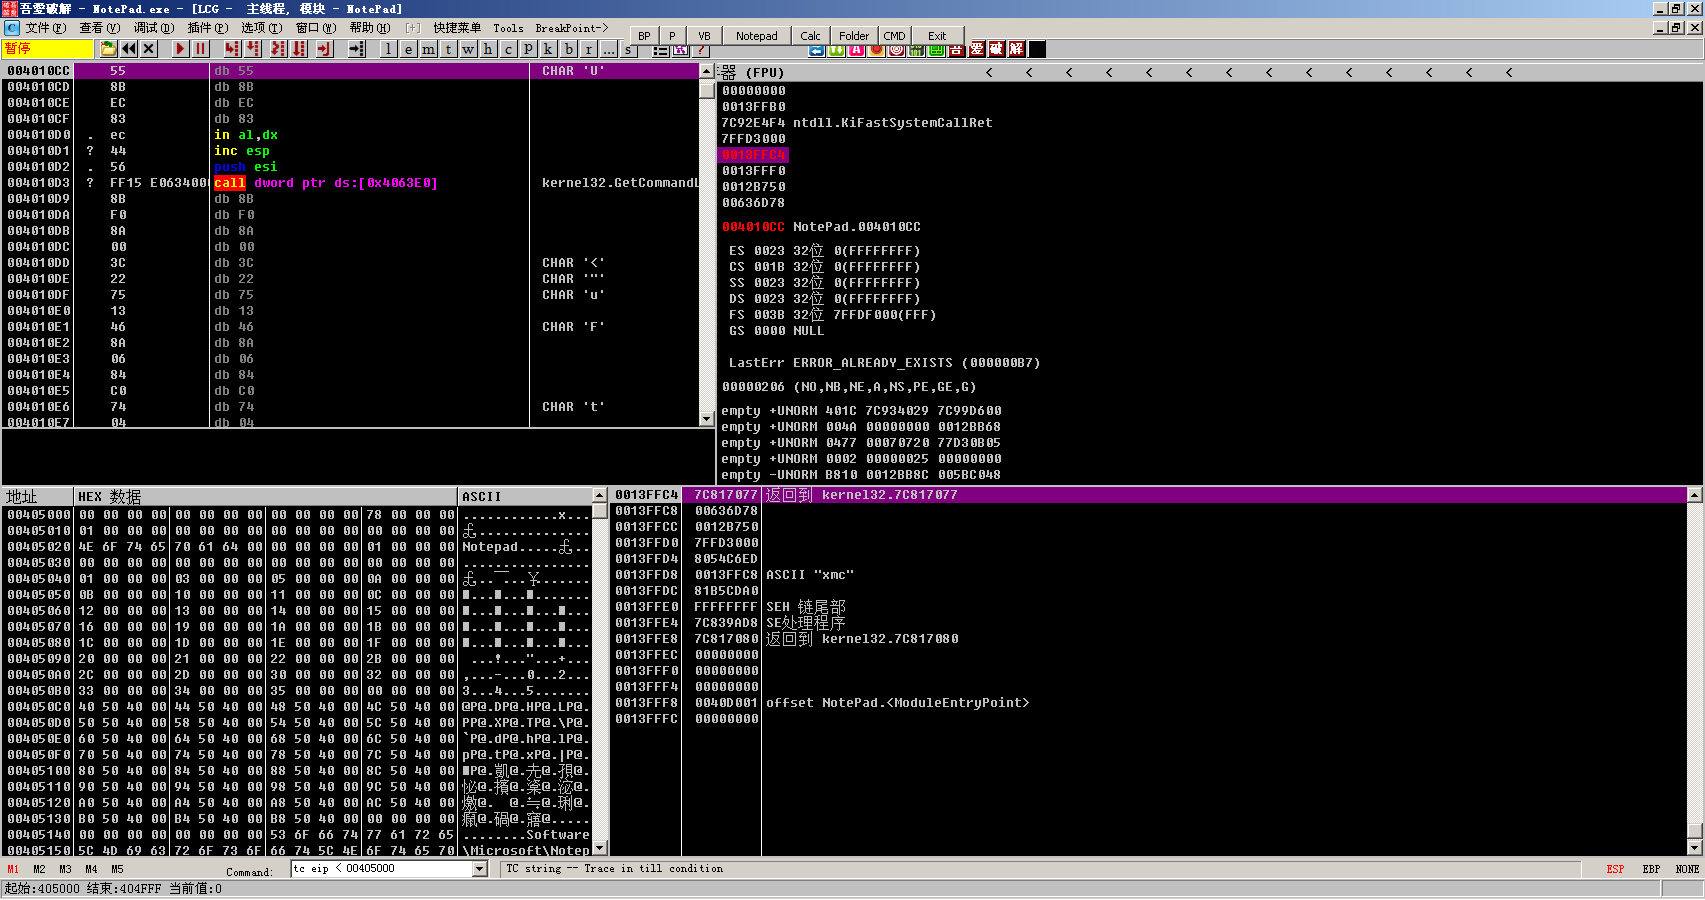 吾愛破解 - NotePad.exe - [LCG -  主线程, 模块 - NotePad]
文件(F) 查看(V) 调试(D) 插件(P) 选项(T) 窗口(W) 帮助(H) [+] 快捷菜单 Tools BreakPoint->
BP P VB Notepad Calc Folder CMD Exit
暂停 l e m t w h c p k b r ... s
吾 爱 破 解
004010CC 55 db 55 CHAR 'U'
004010CD 8B db 8B
004010CE EC db EC
004010CF 83 db 83
004010D0 . ec in al,dx
004010D1 ? 44 inc esp
004010D2 . 56 push esi
004010D3 ? FF15 E063400 call dword ptr ds:[0x4063E0] kernel32.GetCommandL
004010D9 8B db 8B
004010DA F0 db F0
004010DB 8A db 8A
004010DC 00 db 00
004010DD 3C db 3C CHAR '<'
004010DE 22 db 22 CHAR '"'
004010DF 75 db 75 CHAR 'u'
004010E0 13 db 13
004010E1 46 db 46 CHAR 'F'
004010E2 8A db 8A
004010E3 06 db 06
004010E4 84 db 84
004010E5 C0 db C0
004010E6 74 db 74 CHAR 't'
004010E7 04 db 04
器 (FPU) < < < < < < < < < < < < < <
00000000
0013FFB0
7C92E4F4 ntdll.KiFastSystemCallRet
7FFD3000
0013FFC4
0013FFF0
0012B750
00636D78
004010CC NotePad.004010CC
ES 0023 32位 0(FFFFFFFF)
CS 001B 32位 0(FFFFFFFF)
SS 0023 32位 0(FFFFFFFF)
DS 0023 32位 0(FFFFFFFF)
FS 003B 32位 7FFDF000(FFF)
GS 0000 NULL
LastErr ERROR_ALREADY_EXISTS (000000B7)
00000206 (NO,NB,NE,A,NS,PE,GE,G)
empty +UNORM 401C 7C934029 7C99D600
empty +UNORM 004A 00000000 0012BB68
empty +UNORM 0477 00070720 77D30B05
empty +UNORM 0002 00000025 00000000
empty -UNORM B810 0012BB8C 005BC048
地址 HEX 数据 ASCII
00405000 00 00 00 00 00 00 00 00 00 00 00 00 78 00 00 00 ............x...
00405010 01 00 00 00 00 00 00 00 00 00 00 00 00 00 00 00
00405020 4E 6F 74 65 70 61 64 00 00 00 00 00 01 00 00 00 Notepad.....
00405030 00 00 00 00 00 00 00 00 00 00 00 00 00 00 00 00 ................
00405040 01 00 00 00 03 00 00 00 05 00 00 00 0A 00 00 00
00405050 0B 00 00 00 10 00 00 00 11 00 00 00 0C 00 00 00
00405060 12 00 00 00 13 00 00 00 14 00 00 00 15 00 00 00
00405070 16 00 00 00 19 00 00 00 1A 00 00 00 1B 00 00 00
00405080 1C 00 00 00 1D 00 00 00 1E 00 00 00 1F 00 00 00
00405090 20 00 00 00 21 00 00 00 22 00 00 00 2B 00 00 00  ...!..."...+...
004050A0 2C 00 00 00 2D 00 00 00 30 00 00 00 32 00 00 00 ,...-...0...2...
004050B0 33 00 00 00 34 00 00 00 35 00 00 00 00 00 00 00 3...4...5.......
004050C0 40 50 40 00 44 50 40 00 48 50 40 00 4C 50 40 00 @P@.DP@.HP@.LP@.
004050D0 50 50 40 00 58 50 40 00 54 50 40 00 5C 50 40 00 PP@.XP@.TP@.\P@.
004050E0 60 50 40 00 64 50 40 00 68 50 40 00 6C 50 40 00 `P@.dP@.hP@.lP@.
004050F0 70 50 40 00 74 50 40 00 78 50 40 00 7C 50 40 00 pP@.tP@.xP@.|P@.
00405100 80 50 40 00 84 50 40 00 88 50 40 00 8C 50 40 00
00405110 90 50 40 00 94 50 40 00 98 50 40 00 9C 50 40 00
00405120 A0 50 40 00 A4 50 40 00 A8 50 40 00 AC 50 40 00
00405130 B0 50 40 00 B4 50 40 00 B8 50 40 00 00 00 00 00
00405140 00 00 00 00 00 00 00 00 53 6F 66 74 77 61 72 65 ........Software
00405150 5C 4D 69 63 72 6F 73 6F 66 74 5C 4E 6F 74 65 70 \Microsoft\Notep
0013FFC4 7C817077 返回到 kernel32.7C817077
0013FFC8 00636D78
0013FFCC 0012B750
0013FFD0 7FFD3000
0013FFD4 8054C6ED
0013FFD8 0013FFC8 ASCII "xmc"
0013FFDC 81B5CDA0
0013FFE0 FFFFFFFF SEH 链尾部
0013FFE4 7C839AD8 SE处理程序
0013FFE8 7C817080 返回到 kernel32.7C817080
0013FFEC 00000000
0013FFF0 00000000
0013FFF4 00000000
0013FFF8 0040D001 offset NotePad.<ModuleEntryPoint>
0013FFFC 00000000
M1 M2 M3 M4 M5 Command: tc eip < 00405000 TC string -- Trace in till condition ESP EBP NONE
起始:405000 结束:404FFF 当前值:0